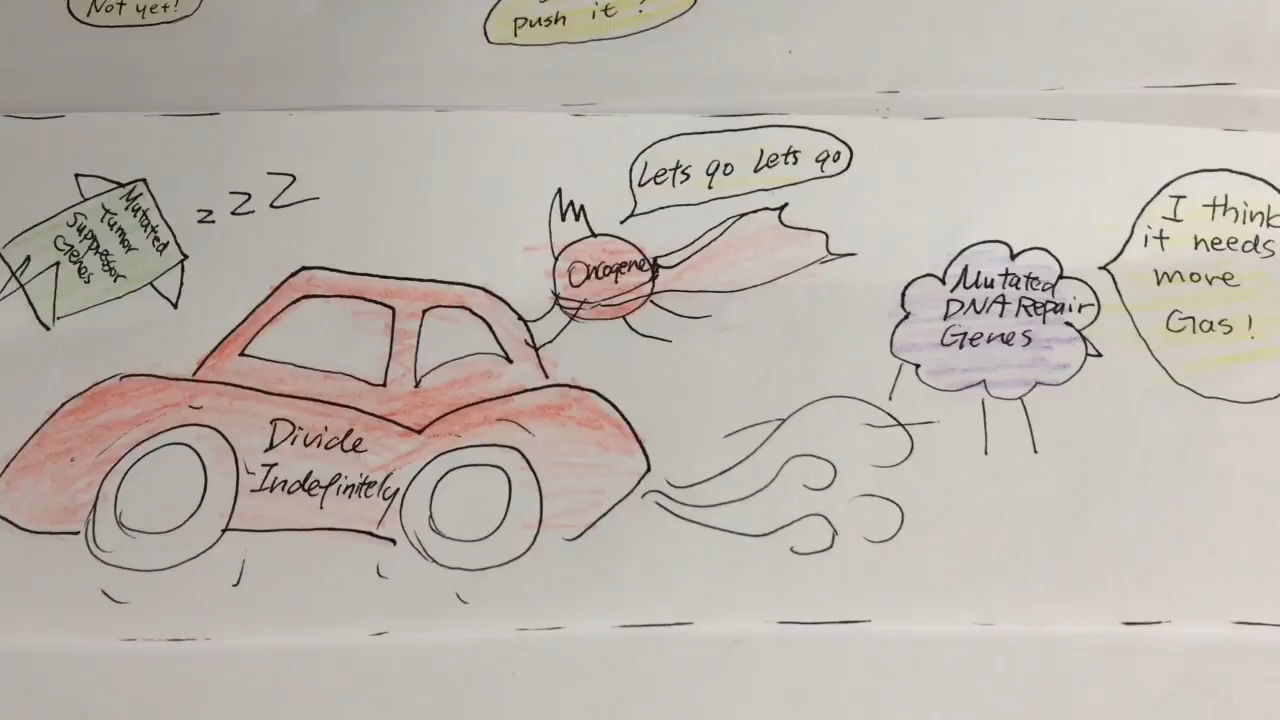 Not yet!
push it!
Lets go Lets go
Mutated
Tumor
Suppressor
Genes
z z Z
Oncogene
I think
it needs
more
Gas!
Mutated
DNA Repair
Genes
Divide
Indefinitely